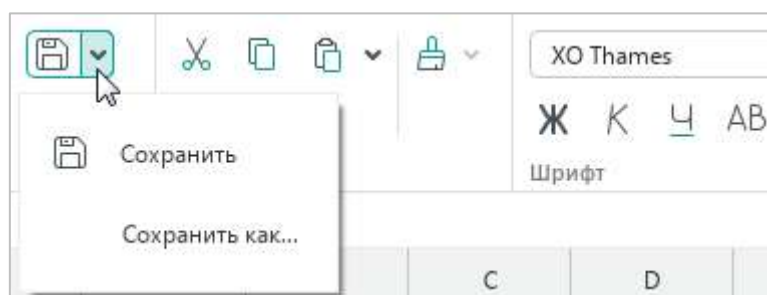 XO Thames
Ж К Ч АВ
Шрифт
Сохранить
Сохранить как...
C D